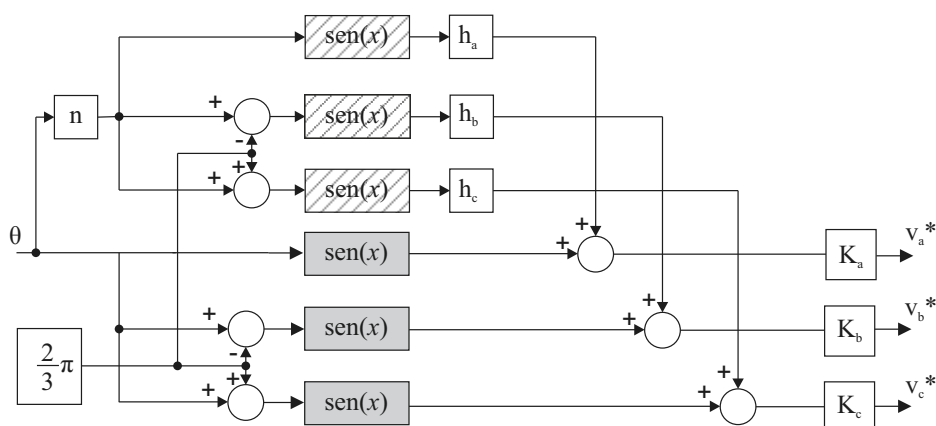 sen(x) h_a
n + - sen(x) h_b
+ + sen(x) h_c
θ sen(x) + + K_a v_a*
+ - sen(x) + + K_b v_b*
2/3 π
+ + sen(x) + + K_c v_c*